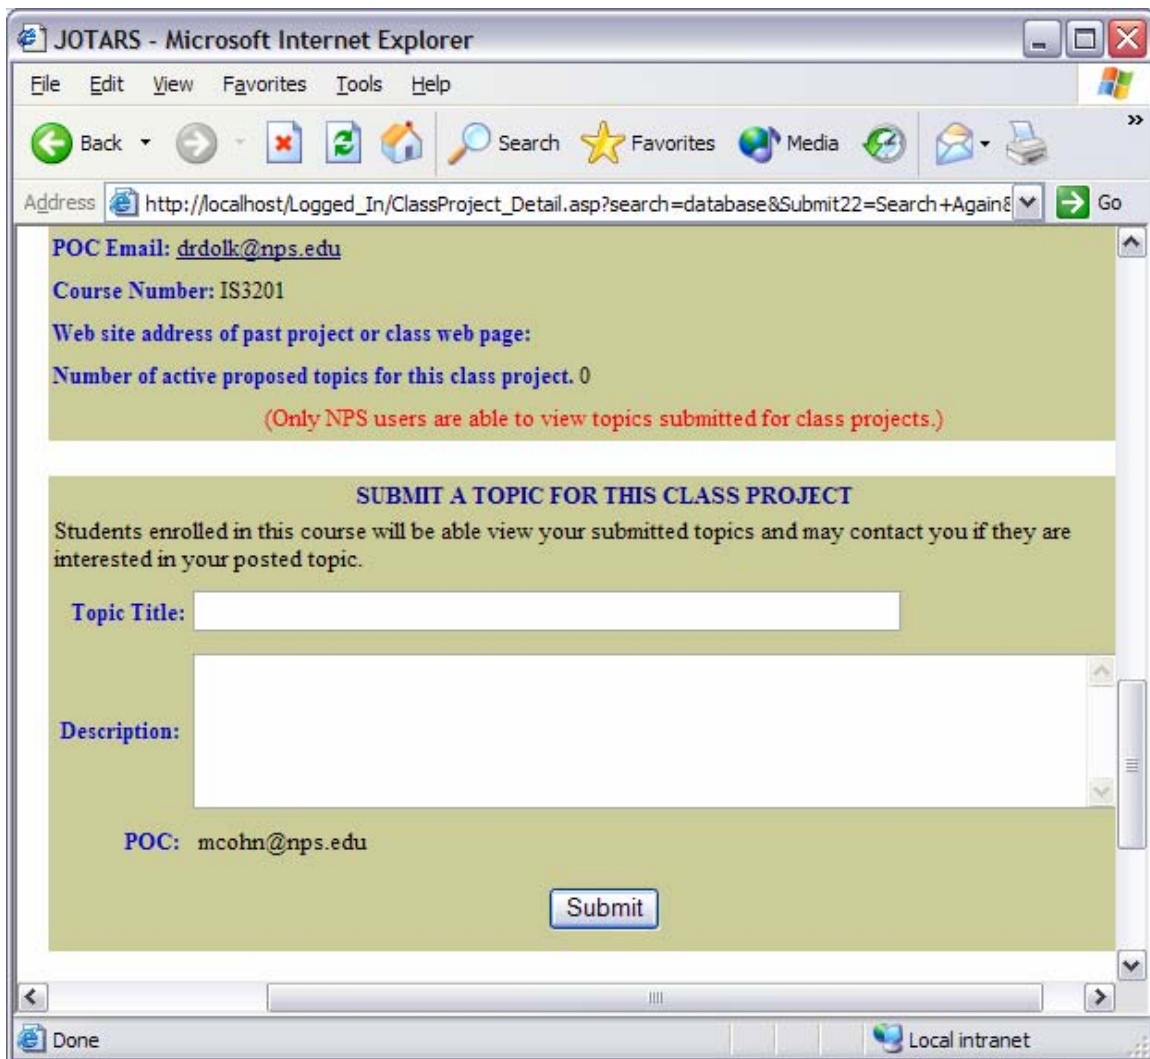 JOTARS - Microsoft Internet Explorer
File Edit View Favorites Tools Help
Back Search Favorites Media »
Address http://localhost/Logged_In/ClassProject_Detail.asp?search=database&Submit22=Search+Again& Go
POC Email: drdolk@nps.edu
Course Number: IS3201
Web site address of past project or class web page:
Number of active proposed topics for this class project. 0
(Only NPS users are able to view topics submitted for class projects.)
SUBMIT A TOPIC FOR THIS CLASS PROJECT
Students enrolled in this course will be able view your submitted topics and may contact you if they are
interested in your posted topic.
Topic Title:
Description:
POC: mcohn@nps.edu
Submit
Done Local intranet